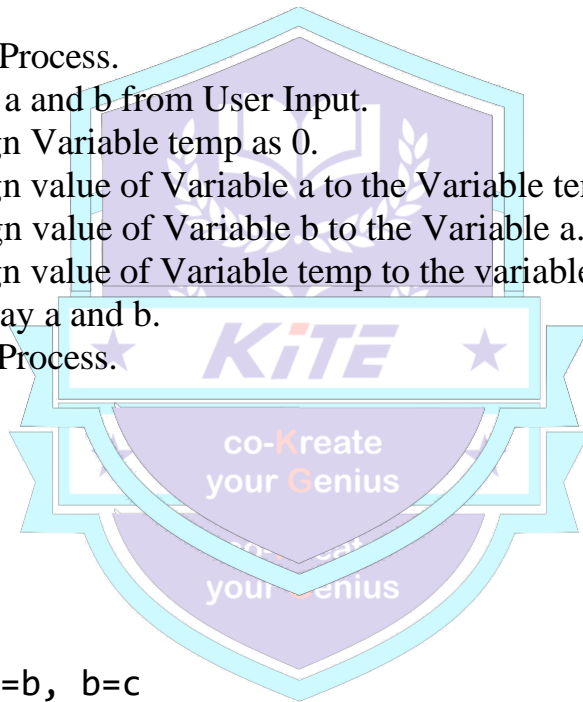 Process.
a and b from User Input.
gn Variable temp as 0.
gn value of Variable a to the Variable te
gn value of Variable b to the Variable a.
gn value of Variable temp to the variable
ay a and b.
Process.
KiTE
co-Kreate
your Genius
your Genius
=b, b=c